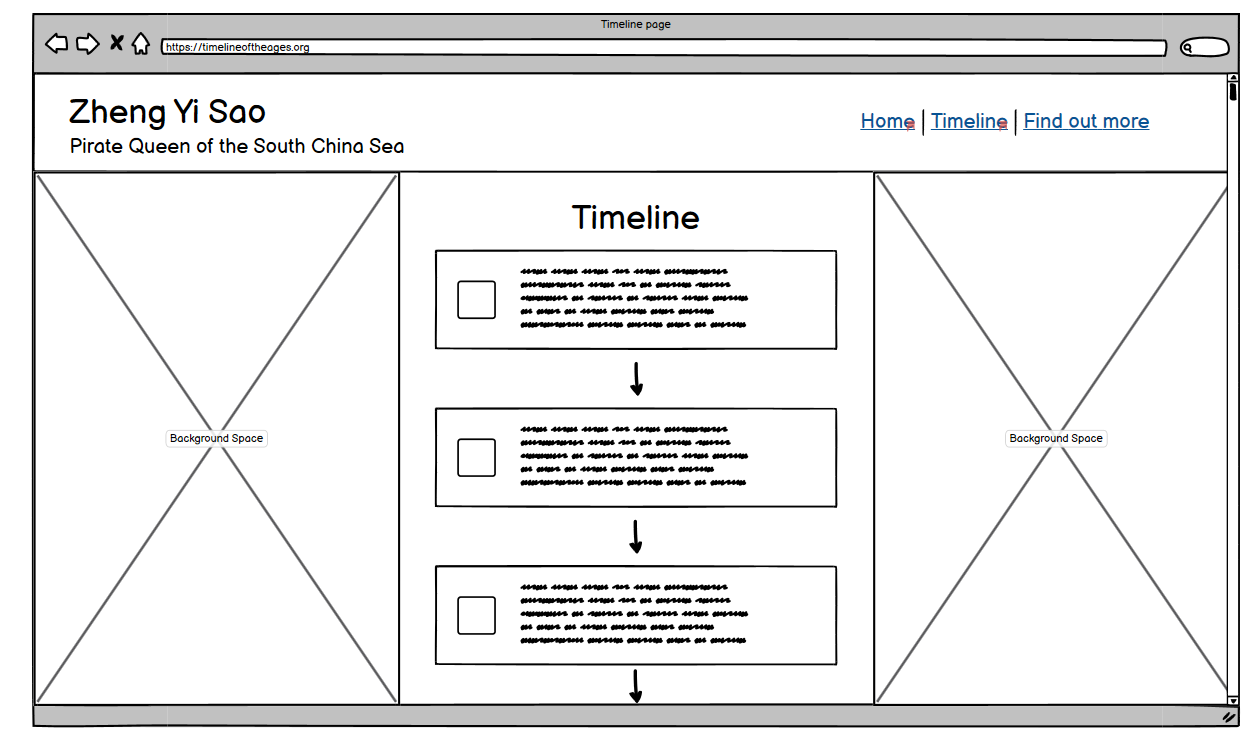 Timeline page
https://timelineoftheages.org
Zheng Yi Sao
Pirate Queen of the South China Sea
Home | Timeline | Find out more
Timeline
Background Space
Background Space